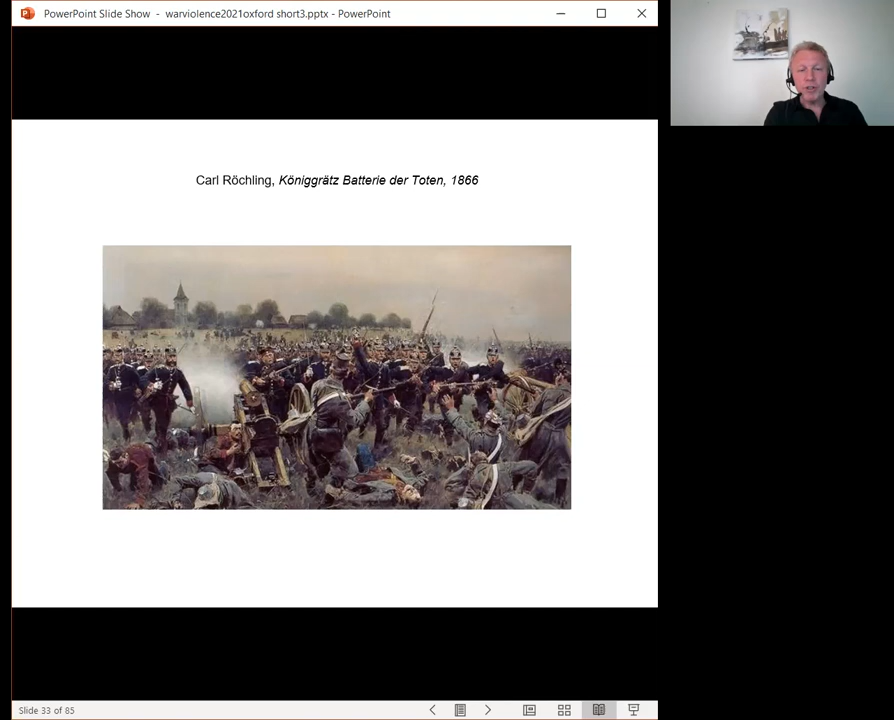 PowerPoint Slide Show - warviolence2021oxford short3.pptx - PowerPoint
Carl Röchling, Königgrätz Batterie der Toten, 1866
Slide 33 of 85